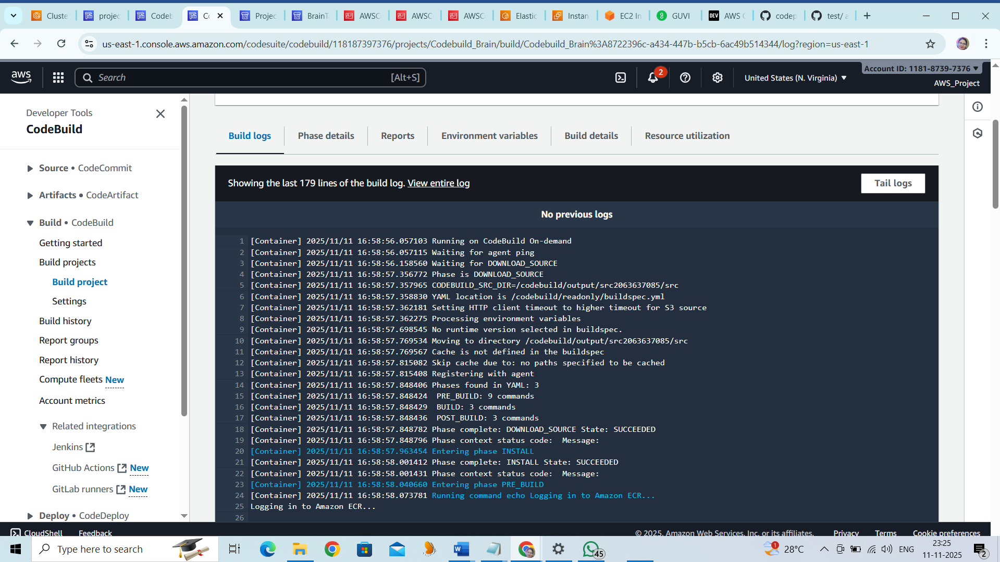 Cluste
projec
Codeb
Co
Projec
BrainT
AWSC
AWSC
AWSC
Elastic
Instan
EC2 In
GUVI
AWS C
codep
test/ a
us-east-1.console.aws.amazon.com/codesuite/codebuild/118187397376/projects/Codebuild_Brain/build/Codebuild_Brain%3A8722396c-a434-447b-b5cb-6ac49b514344/log?region=us-east-1
aws
Search
[Alt+S]
2
United States (N. Virginia)
Account ID: 1181-8739-7376
AWS_Project
Developer Tools
CodeBuild
Source • CodeCommit
Artifacts • CodeArtifact
Build • CodeBuild
Getting started
Build projects
Build project
Settings
Build history
Report groups
Report history
Compute fleets New
Account metrics
Related integrations
Jenkins
GitHub Actions New
GitLab runners New
Deploy • CodeDeploy
Build logs
Phase details
Reports
Environment variables
Build details
Resource utilization
Showing the last 179 lines of the build log. View entire log
Tail logs
No previous logs
1 [Container] 2025/11/11 16:58:56.057103 Running on CodeBuild On-demand
2 [Container] 2025/11/11 16:58:56.057115 Waiting for agent ping
3 [Container] 2025/11/11 16:58:56.158560 Waiting for DOWNLOAD_SOURCE
4 [Container] 2025/11/11 16:58:57.356772 Phase is DOWNLOAD_SOURCE
5 [Container] 2025/11/11 16:58:57.357965 CODEBUILD_SRC_DIR=/codebuild/output/src2063637085/src
6 [Container] 2025/11/11 16:58:57.358830 YAML location is /codebuild/readonly/buildspec.yml
7 [Container] 2025/11/11 16:58:57.362181 Setting HTTP client timeout to higher timeout for S3 source
8 [Container] 2025/11/11 16:58:57.362275 Processing environment variables
9 [Container] 2025/11/11 16:58:57.698545 No runtime version selected in buildspec.
10 [Container] 2025/11/11 16:58:57.769534 Moving to directory /codebuild/output/src2063637085/src
11 [Container] 2025/11/11 16:58:57.769567 Cache is not defined in the buildspec
12 [Container] 2025/11/11 16:58:57.815082 Skip cache due to: no paths specified to be cached
13 [Container] 2025/11/11 16:58:57.815408 Registering with agent
14 [Container] 2025/11/11 16:58:57.848406 Phases found in YAML: 3
15 [Container] 2025/11/11 16:58:57.848424  PRE_BUILD: 9 commands
16 [Container] 2025/11/11 16:58:57.848429  BUILD: 3 commands
17 [Container] 2025/11/11 16:58:57.848436  POST_BUILD: 3 commands
18 [Container] 2025/11/11 16:58:57.848782 Phase complete: DOWNLOAD_SOURCE State: SUCCEEDED
19 [Container] 2025/11/11 16:58:57.848796 Phase context status code:  Message:
20 [Container] 2025/11/11 16:58:57.963454 Entering phase INSTALL
21 [Container] 2025/11/11 16:58:58.001412 Phase complete: INSTALL State: SUCCEEDED
22 [Container] 2025/11/11 16:58:58.001431 Phase context status code:  Message:
23 [Container] 2025/11/11 16:58:58.040660 Entering phase PRE_BUILD
24 [Container] 2025/11/11 16:58:58.073781 Running command echo Logging in to Amazon ECR...
25 Logging in to Amazon ECR...
26
CloudShell
Feedback
© 2025, Amazon Web Services, Inc. or its affiliates.
Privacy
Terms
Cookie preferences
Type here to search
45
1
28°C
ENG
23:25
11-11-2025
2